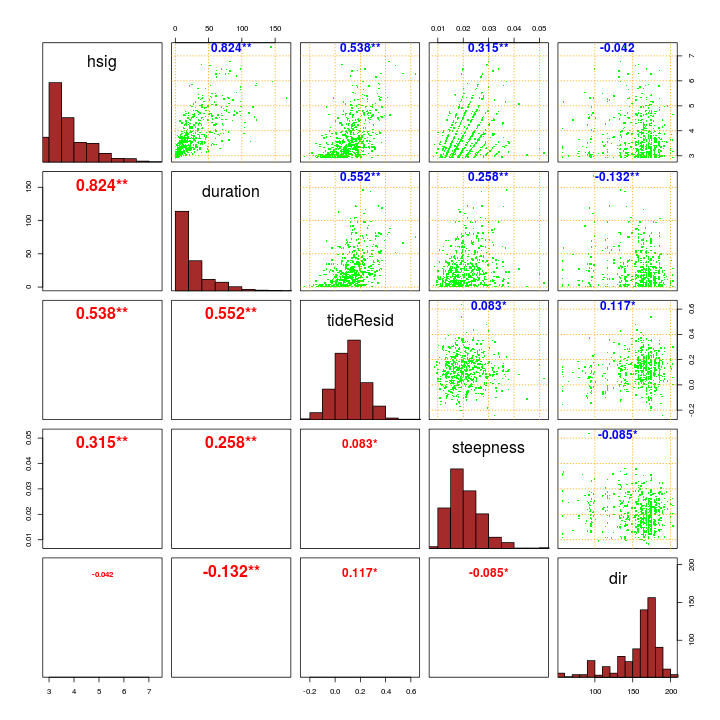 0 50 100 150 0.01 0.02 0.03 0.04 0.05
hsig 0.824** 0.538** 0.315** -0.042
3 4 5 6 7
0.824** duration 0.552** 0.258** -0.132**
0 50 100 150
0.538** 0.552** tideResid 0.083* 0.117*
-0.2 0.0 0.2 0.4 0.6
0.315** 0.258** 0.083* steepness -0.085*
0.01 0.02 0.03 0.04 0.05
-0.042 -0.132** 0.117* -0.085* dir
100 150 200
3 4 5 6 7 -0.2 0.0 0.2 0.4 0.6 100 150 200